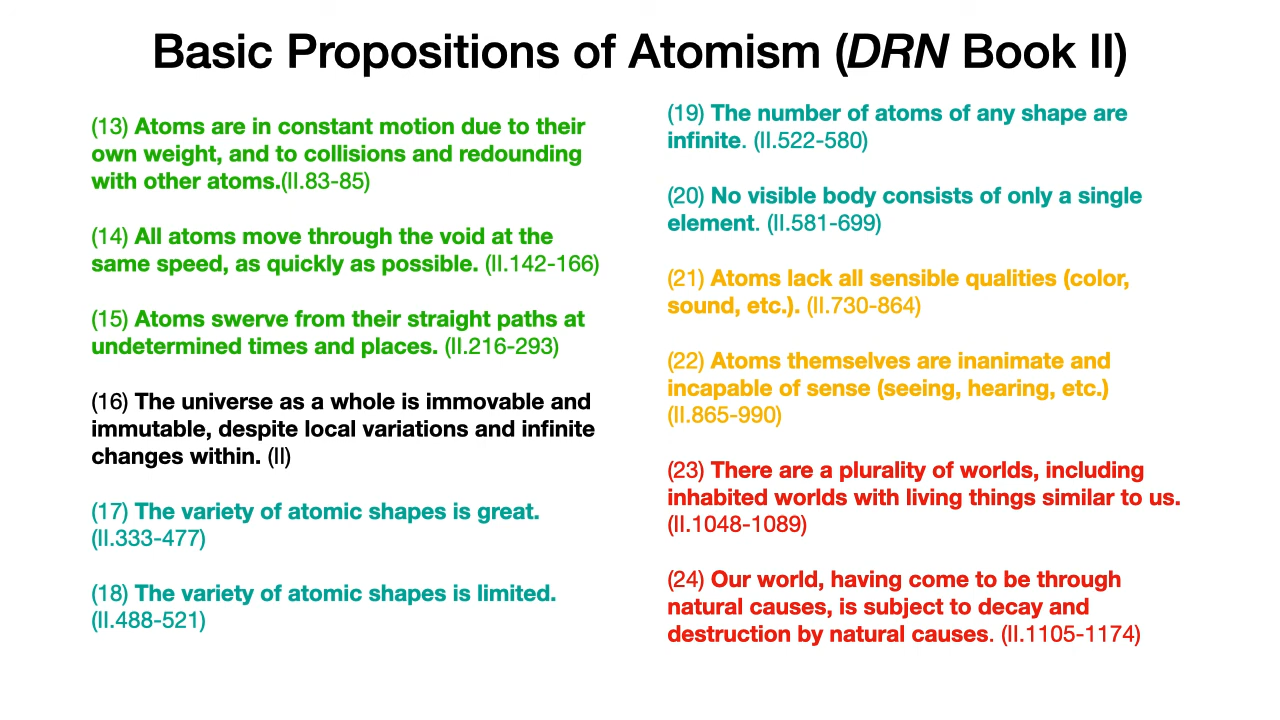 Basic Propositions of Atomism (DRN Book II)
(13) Atoms are in constant motion due to their
own weight, and to collisions and redounding
with other atoms.(II.83-85)
(14) All atoms move through the void at the
same speed, as quickly as possible. (II.142-166)
(15) Atoms swerve from their straight paths at
undetermined times and places. (II.216-293)
(16) The universe as a whole is immovable and
immutable, despite local variations and infinite
changes within. (II)
(17) The variety of atomic shapes is great.
(II.333-477)
(18) The variety of atomic shapes is limited.
(II.488-521)
(19) The number of atoms of any shape are
infinite. (II.522-580)
(20) No visible body consists of only a single
element. (II.581-699)
(21) Atoms lack all sensible qualities (color,
sound, etc.). (II.730-864)
(22) Atoms themselves are inanimate and
incapable of sense (seeing, hearing, etc.)
(II.865-990)
(23) There are a plurality of worlds, including
inhabited worlds with living things similar to us.
(II.1048-1089)
(24) Our world, having come to be through
natural causes, is subject to decay and
destruction by natural causes. (II.1105-1174)